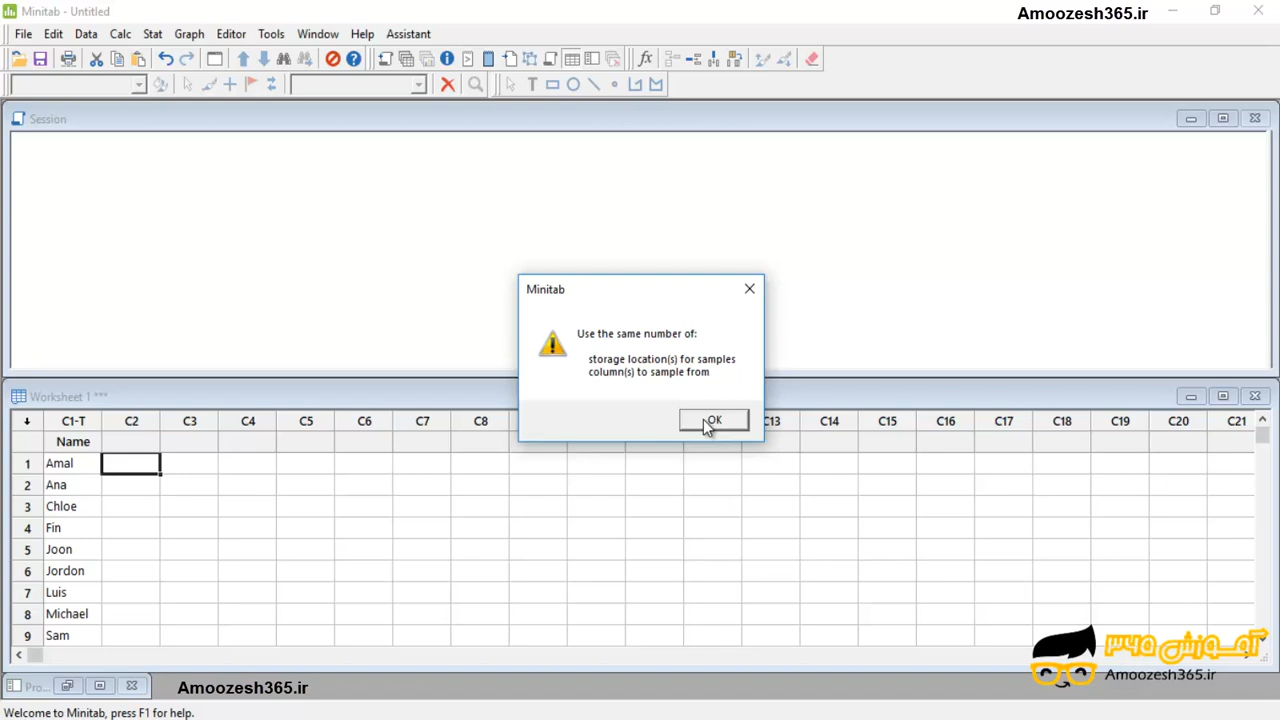 Minitab - Untitled
Amoozesh365.ir
File Edit Data Calc Stat Graph Editor Tools Window Help Assistant
Session
Minitab
Use the same number of:
storage location(s) for samples
column(s) to sample from
OK
Worksheet 1 ***
C1-T C2 C3 C4 C5 C6 C7 C8 C13 C14 C15 C16 C17 C18 C19 C20 C21
Name
1 Amal
2 Ana
3 Chloe
4 Fin
5 Joon
6 Jordon
7 Luis
8 Michael
9 Sam
آموزش ۳۶۵
Amoozesh365.ir
Pro...
Amoozesh365.ir
Welcome to Minitab, press F1 for help.